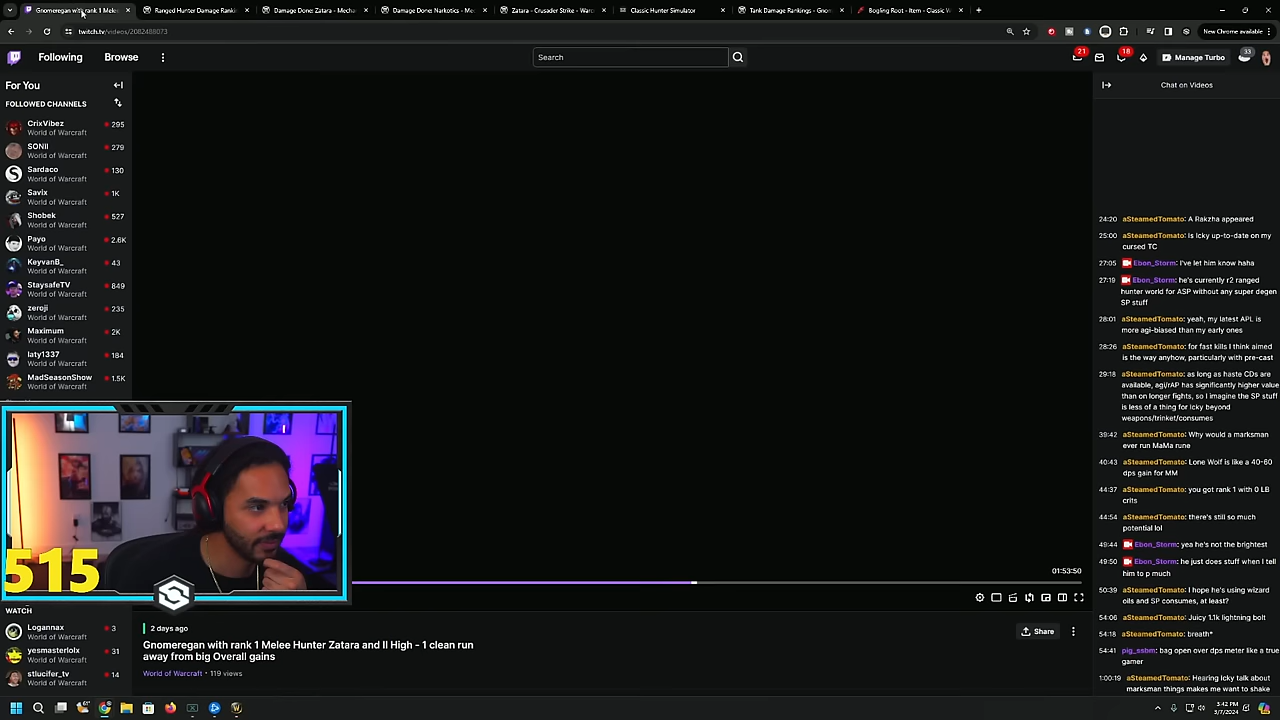 Gnomeregan with rank 1 Mele
Ranged Hunter Damage Ranki
Damage Done: Zatara - Mecha
Damage Done: Narkotics - Me
Zatara - Crusader Strike - War
Classic Hunter Simulator
Tank Damage Rankings - Gnom
Bogling Root - Item - Classic W
twitch.tv/videos/2082488073
New Chrome available
Following
Browse
Search
21
18
Manage Turbo
33
For You
FOLLOWED CHANNELS
CrixVibez
295
World of Warcraft
SONII
279
World of Warcraft
Sardaco
130
World of Warcraft
Savix
1K
World of Warcraft
Shobek
527
World of Warcraft
Payo
2.6K
World of Warcraft
KeyvanB_
43
World of Warcraft
StaysafeTV
849
World of Warcraft
zeroji
235
World of Warcraft
Maximum
2K
World of Warcraft
laty1337
184
World of Warcraft
MadSeasonShow
1.5K
World of Warcraft
515
WATCH
Logannax
3
World of Warcraft
yesmasterlolx
31
World of Warcraft
stlucifer_tv
14
World of Warcraft
01:53:50
2 days ago
Gnomeregan with rank 1 Melee Hunter Zatara and Il High - 1 clean run
away from big Overall gains
World of Warcraft • 119 views
Share
Chat on Videos
24:20 aSteamedTomato: A Rakzha appeared
25:00 aSteamedTomato: Is Icky up-to-date on my
cursed TC
27:05 Ebon_Storm: I've let him know haha
27:19 Ebon_Storm: he's currently r2 ranged
hunter world for ASP without any super degen
SP stuff
28:01 aSteamedTomato: yeah, my latest APL is
more agi-biased than my early ones
28:26 aSteamedTomato: for fast kills I think aimed
is the way anyhow, particularly with pre-cast
29:18 aSteamedTomato: as long as haste CDs are
available, agi/rAP has significantly higher value
than on longer fights, so I imagine the SP stuff
is less of a thing for Icky beyond
weapons/trinket/consumes
39:42 aSteamedTomato: Why would a marksman
ever run MaMa rune
40:43 aSteamedTomato: Lone Wolf is like a 40-60
dps gain for MM
44:37 aSteamedTomato: you got rank 1 with 0 LB
crits
44:54 aSteamedTomato: there's still so much
potential lol
49:44 Ebon_Storm: yea he's not the brightest
49:50 Ebon_Storm: he just does stuff when I tell
him to p much
50:39 aSteamedTomato: I hope he's using wizard
oils and SP consumes, at least?
54:06 aSteamedTomato: Juicy 1.1k lightning bolt
54:18 aSteamedTomato: breath*
54:41 pig_ssbm: bag open over dps meter like a true
gamer
1:00:19 aSteamedTomato: Hearing Icky talk about
marksman things makes me want to shake
3:42 PM
3/7/2024